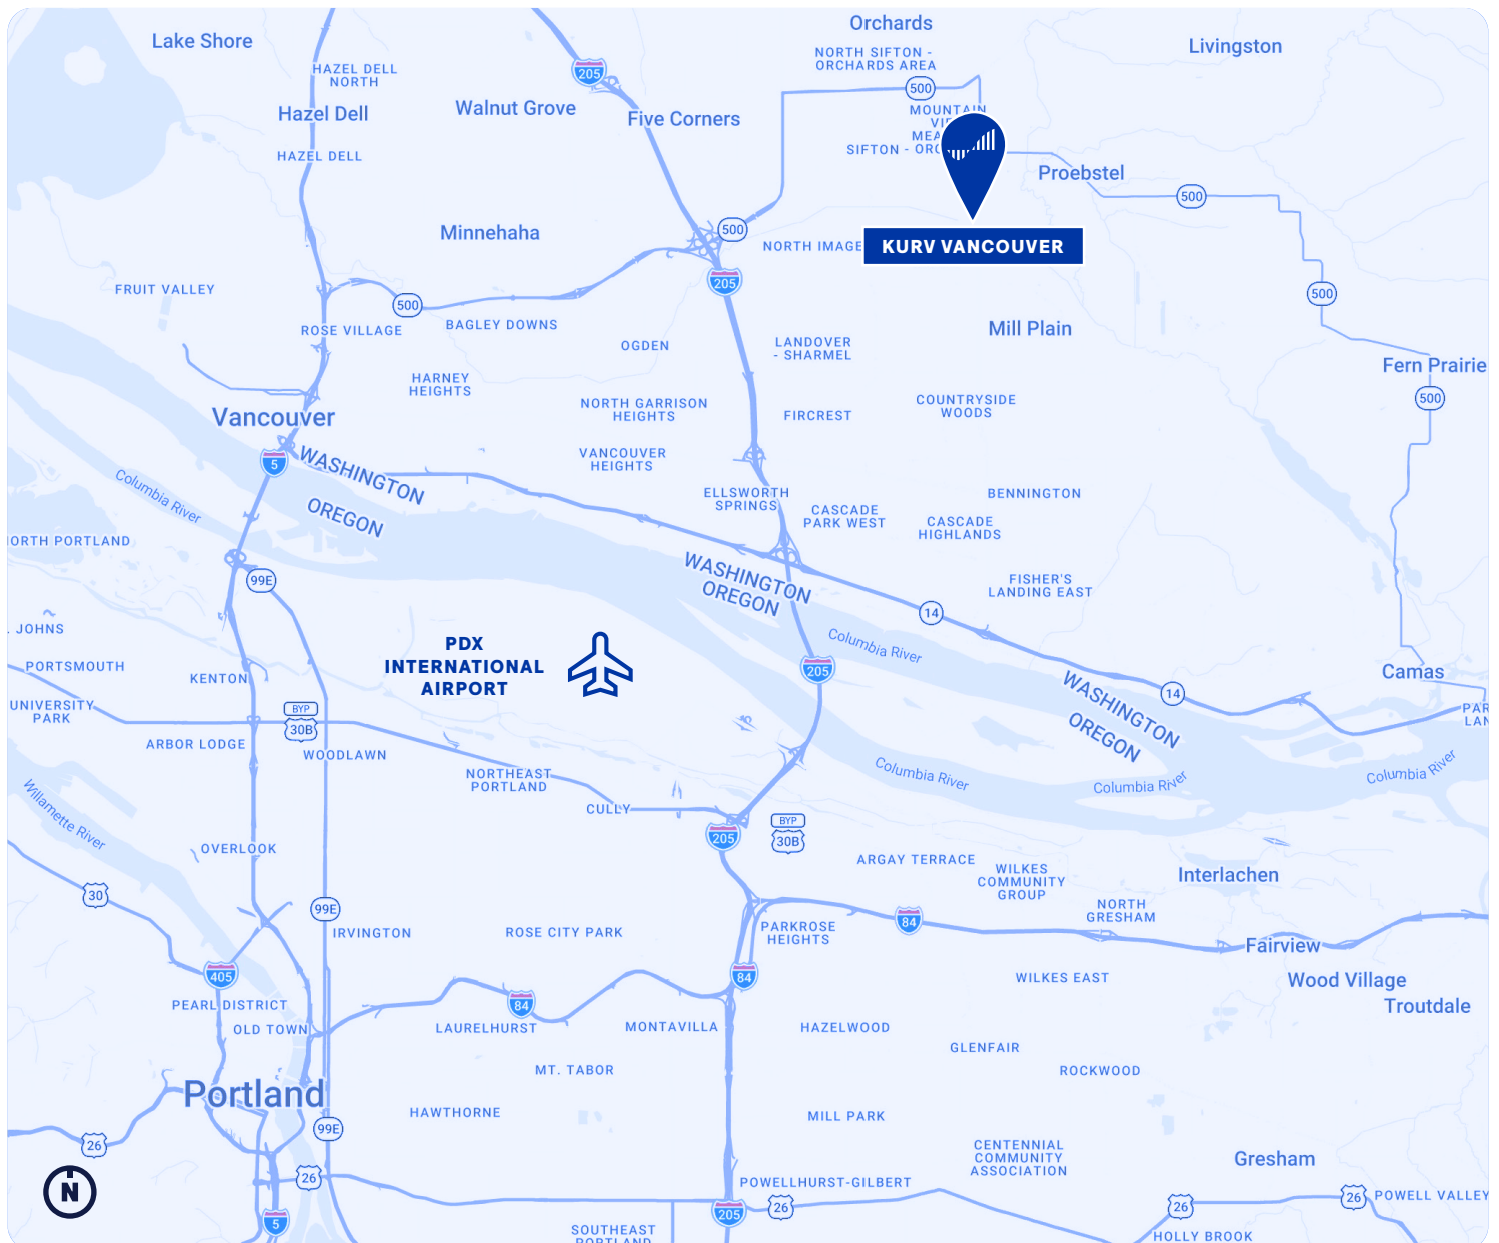 Orchards
Lake Shore
Livingston
NORTH SIFTON -
ORCHARDS AREA
HAZEL DELL
NORTH
205
500
Hazel Dell
Walnut Grove
Five Corners
MOUNTAIN
SIFTON -
HAZEL DELL
Proebstel
500
Minnehaha
500
NORTH IMAGE
KURV VANCOUVER
205
FRUIT VALLEY
500
500
ROSE VILLAGE
BAGLEY DOWNS
Mill Plain
OGDEN
LANDOVER
- SHARMEL
Fern Prairie
HARNEY
HEIGHTS
500
NORTH GARRISON
HEIGHTS
FIRCREST
COUNTRYSIDE
WOODS
Vancouver
5
WASHINGTON
OREGON
VANCOUVER
HEIGHTS
Columbia River
ELLSWORTH
SPRINGS
BENNINGTON
CASCADE
PARK WEST
CASCADE
HIGHLANDS
ORTH PORTLAND
99E
WASHINGTON
OREGON
FISHER'S
LANDING EAST
14
. JOHNS
PDX
INTERNATIONAL
AIRPORT
Columbia River
205
PORTSMOUTH
KENTON
Camas
WASHINGTON
OREGON
14
UNIVERSITY
PARK
BYP
30B
PAR
LAN
ARBOR LODGE
WOODLAWN
NORTHEAST
PORTLAND
Columbia River
Columbia River
Columbia River
Willamette River
CULLY
205
BYP
30B
OVERLOOK
ARGAY TERRACE
WILKES
COMMUNITY
GROUP
Interlachen
30
99E
NORTH
GRESHAM
84
IRVINGTON
ROSE CITY PARK
PARKROSE
HEIGHTS
Fairview
405
84
WILKES EAST
Wood Village
PEARL DISTRICT
84
Troutdale
OLD TOWN
LAURELHURST
MONTAVILLA
HAZELWOOD
GLENFAIR
MT. TABOR
ROCKWOOD
Portland
HAWTHORNE
MILL PARK
99E
26
CENTENNIAL
COMMUNITY
ASSOCIATION
Gresham
N
26
POWELLHURST-GILBERT
5
205
26
26
26
POWELL VALLEY
SOUTHEAST
PORTLAND
HOLLY BROOK